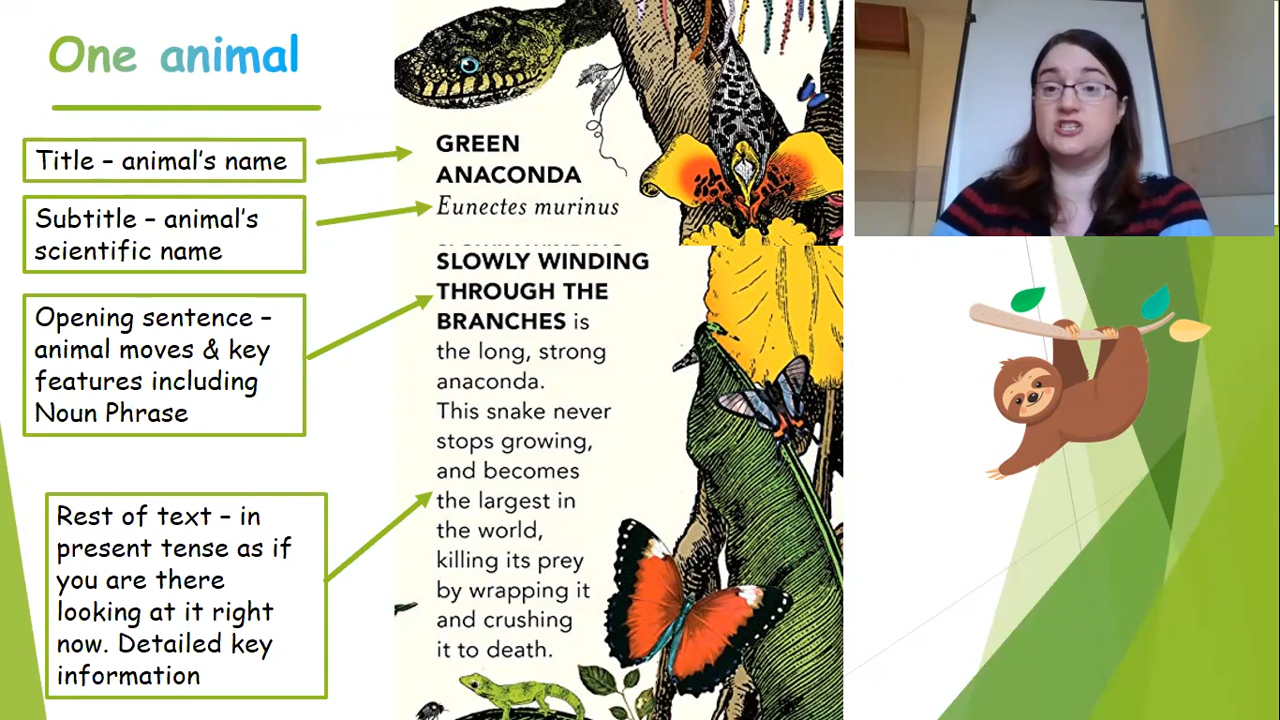 One animal
Title – animal's name
Subtitle – animal's
scientific name
Opening sentence –
animal moves & key
features including
Noun Phrase
Rest of text – in
present tense as if
you are there
looking at it right
now. Detailed key
information
GREEN
ANACONDA
Eunectes murinus
SLOWLY WINDING
THROUGH THE
BRANCHES is
the long, strong
anaconda.
This snake never
stops growing,
and becomes
the largest in
the world,
killing its prey
by wrapping it
and crushing
it to death.